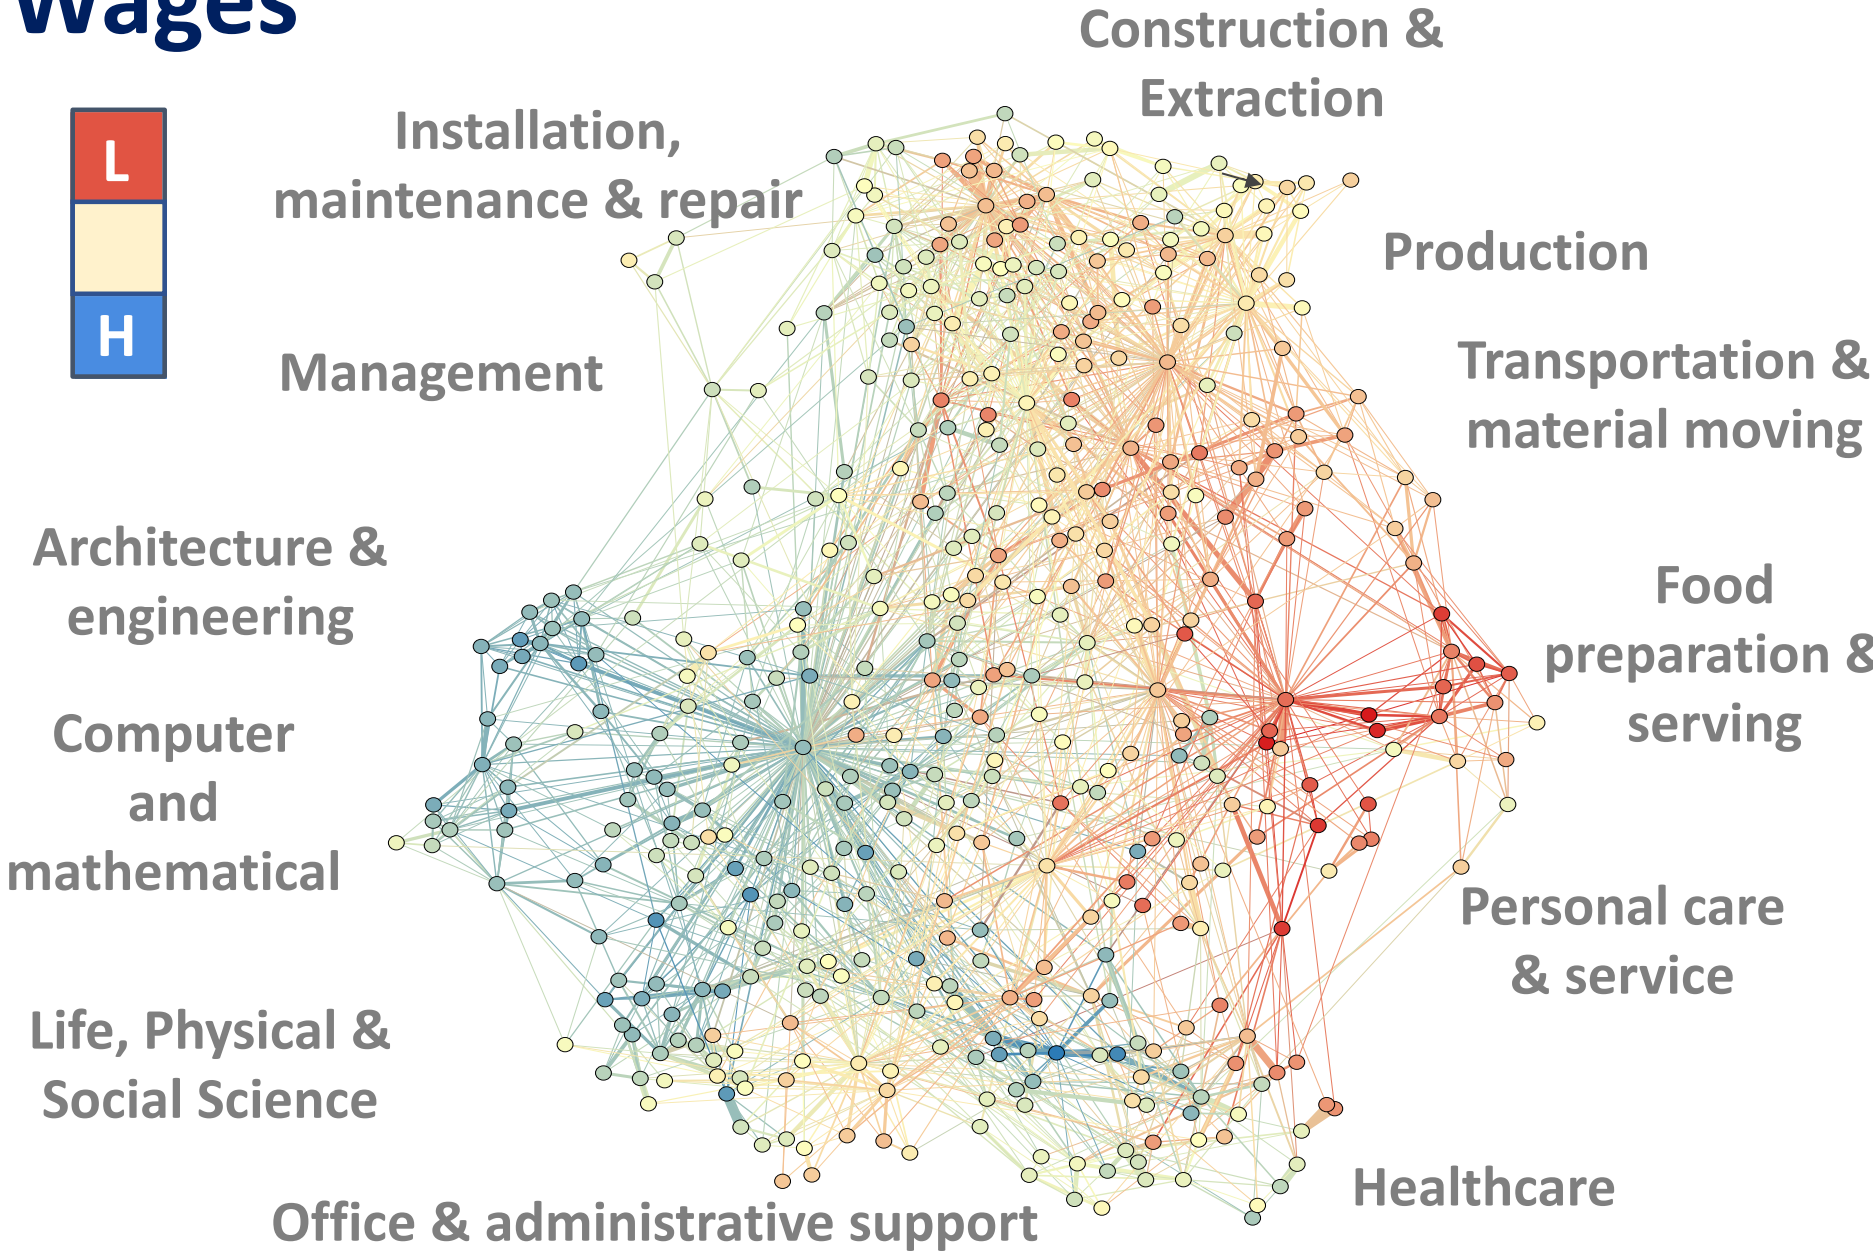 Wages
L
H
Construction &
Extraction
Installation,
maintenance & repair
Production
Management
Transportation &
material moving
Architecture &
engineering
Food
preparation &
serving
Computer
and
mathematical
Personal care
& service
Life, Physical &
Social Science
Healthcare
Office & administrative support